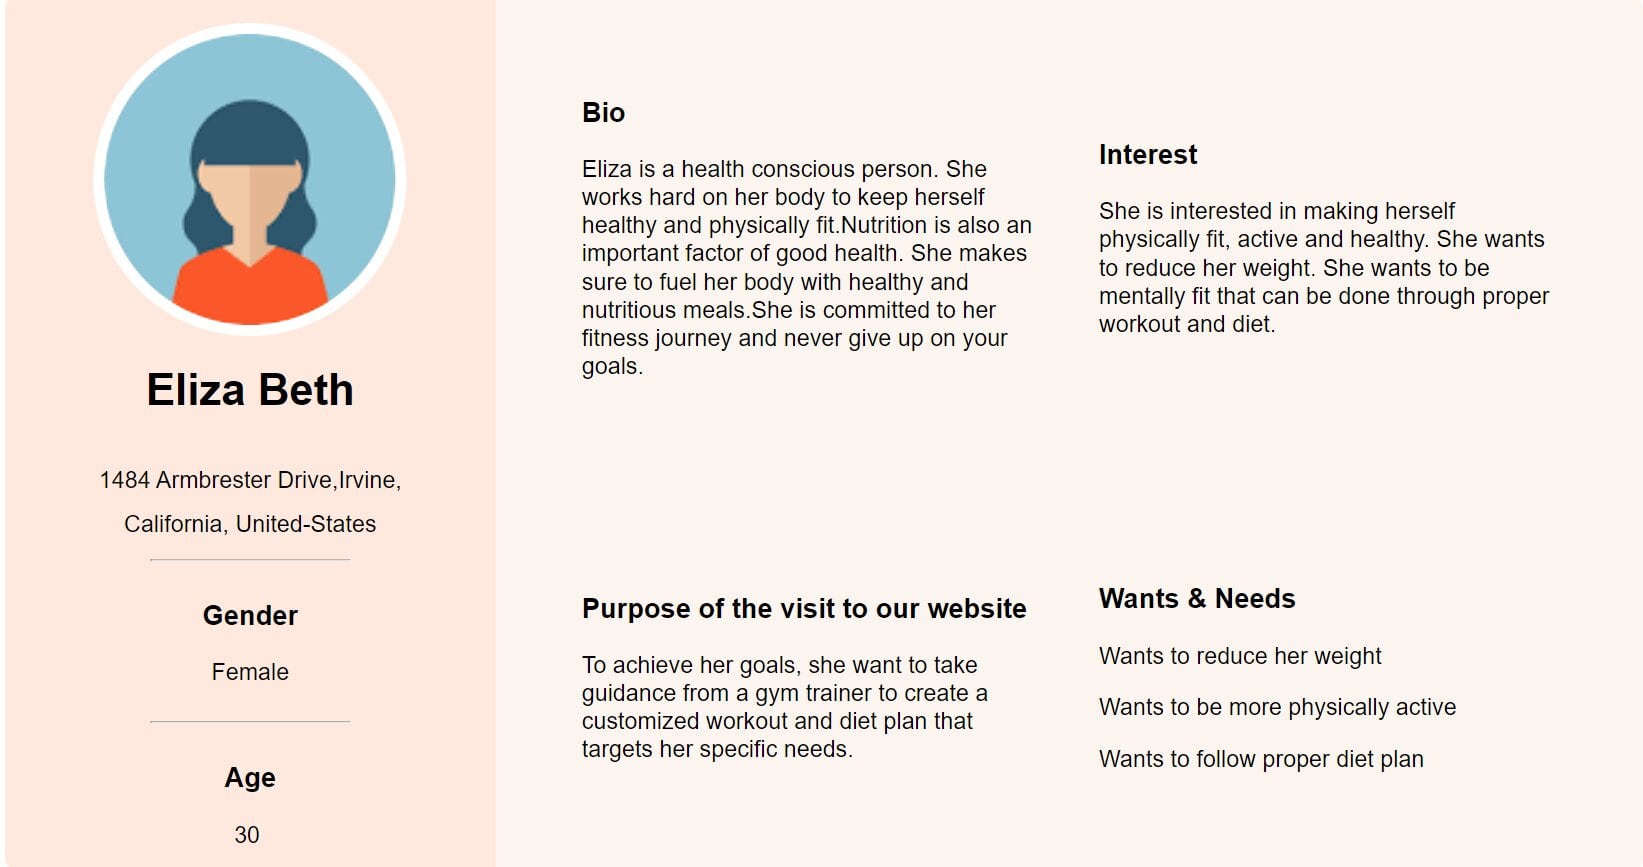 Eliza Beth
1484 Armbrester Drive,Irvine,
California, United-States
Gender
Female
Age
30
Bio
Eliza is a health conscious person. She
works hard on her body to keep herself
healthy and physically fit.Nutrition is also an
important factor of good health. She makes
sure to fuel her body with healthy and
nutritious meals.She is committed to her
fitness journey and never give up on your
goals.
Interest
She is interested in making herself
physically fit, active and healthy. She wants
to reduce her weight. She wants to be
mentally fit that can be done through proper
workout and diet.
Purpose of the visit to our website
To achieve her goals, she want to take
guidance from a gym trainer to create a
customized workout and diet plan that
targets her specific needs.
Wants & Needs
Wants to reduce her weight
Wants to be more physically active
Wants to follow proper diet plan